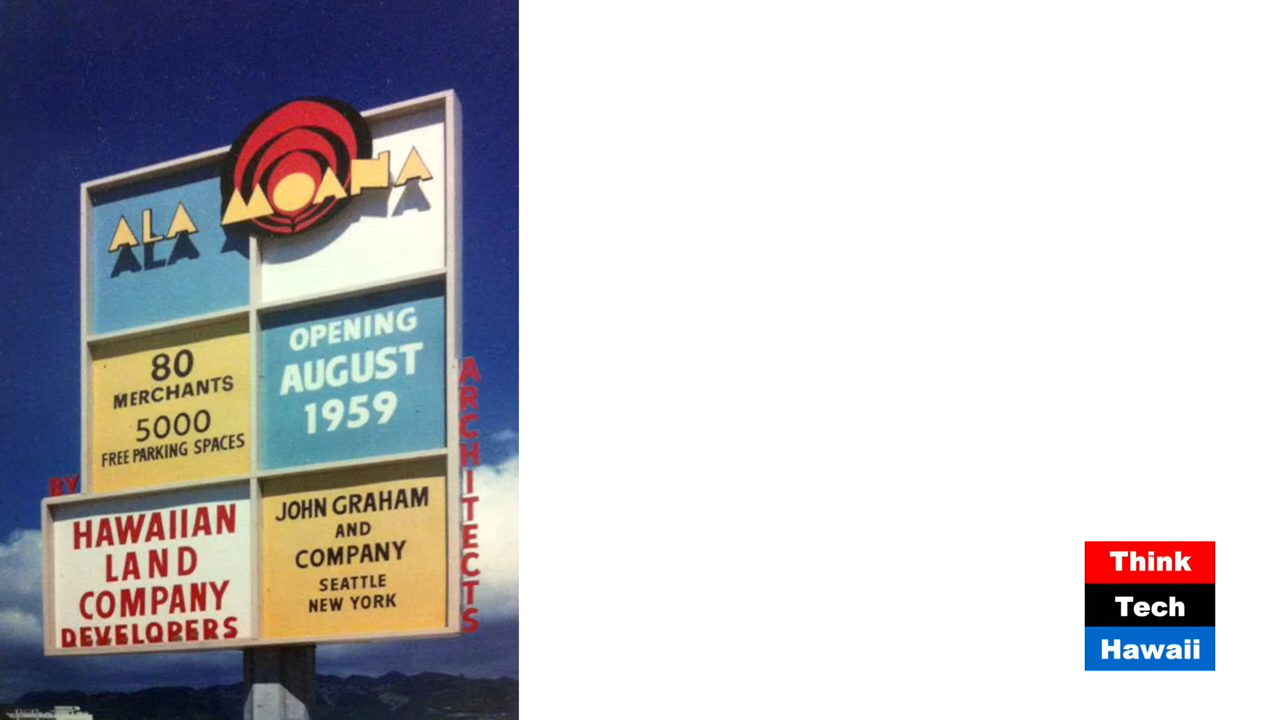 ALA MOANA
80
MERCHANTS
5000
FREE PARKING SPACES
OPENING
AUGUST
1959
BY
HAWAIIAN
LAND
COMPANY
DEVELOPERS
JOHN GRAHAM
AND
COMPANY
SEATTLE
NEW YORK
ARCHITECTS
Think
Tech
Hawaii